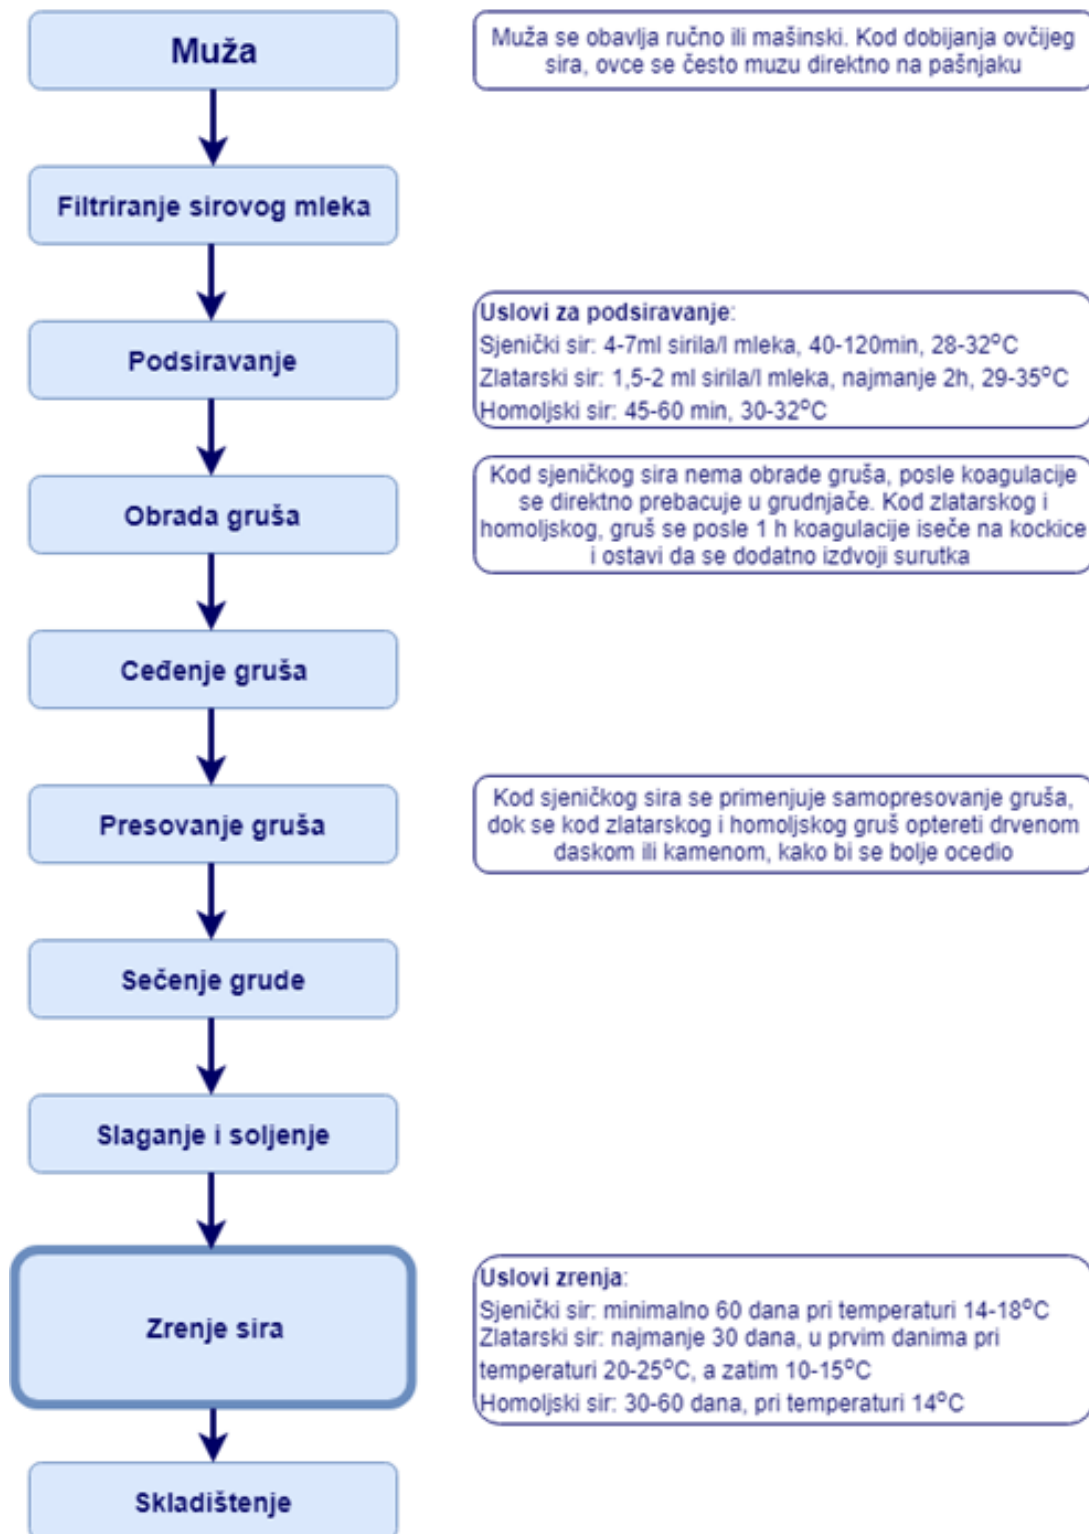 Muža
Muža se obavlja ručno ili mašinski. Kod dobijanja ovčijeg
sira, ovce se često muzu direktno na pašnjaku
Filtriranje sirovog mleka
Podsiravanje
Uslovi za podsiravanje:
Sjenički sir: 4-7ml sirila/l mleka, 40-120min, 28-32°C
Zlatarski sir: 1,5-2 ml sirila/l mleka, najmanje 2h, 29-35°C
Homoljski sir: 45-60 min, 30-32°C
Obrada gruša
Kod sjeničkog sira nema obrade gruša, posle koagulacije
se direktno prebacuje u grudnjače. Kod zlatarskog i
homoljskog, gruš se posle 1 h koagulacije iseče na kockice
i ostavi da se dodatno izdvoji surutka
Ceđenje gruša
Presovanje gruša
Kod sjeničkog sira se primenjuje samopresovanje gruša,
dok se kod zlatarskog i homoljskog gruš optereti drvenom
daskom ili kamenom, kako bi se bolje ocedio
Sečenje grude
Slaganje i soljenje
Zrenje sira
Uslovi zrenja:
Sjenički sir: minimalno 60 dana pri temperaturi 14-18°C
Zlatarski sir: najmanje 30 dana, u prvim danima pri
temperaturi 20-25°C, a zatim 10-15°C
Homoljski sir: 30-60 dana, pri temperaturi 14°C
Skladištenje